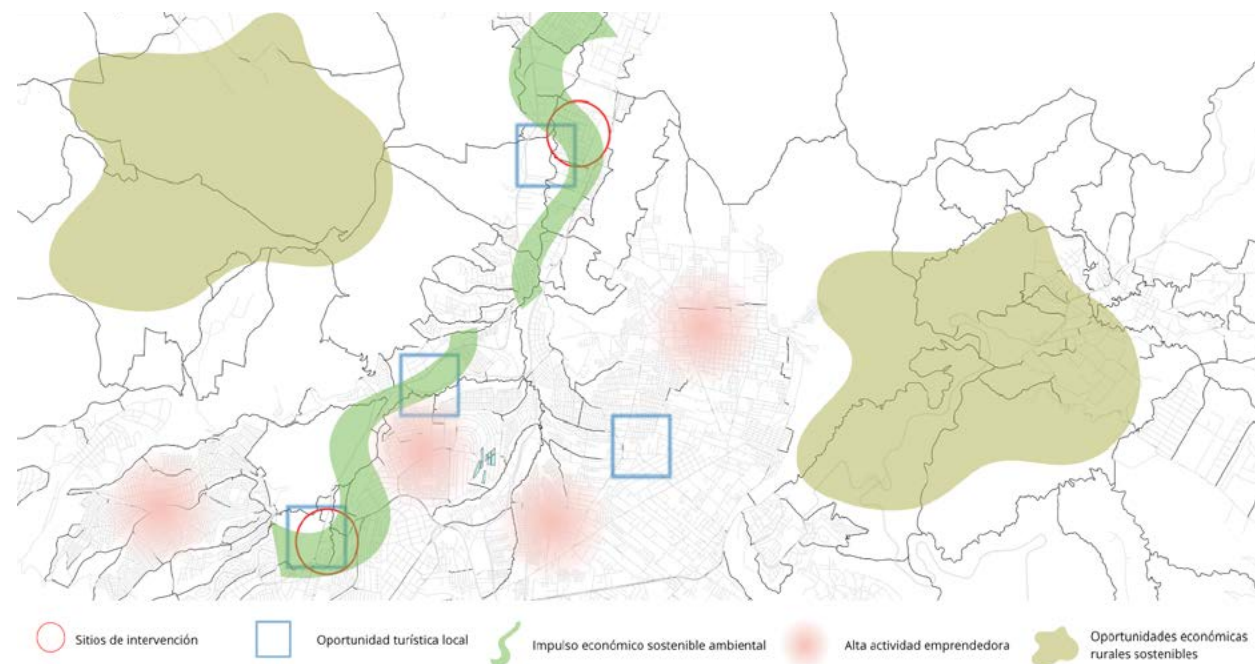 Sitios de intervención
Oportunidad turística local
Impulso económico sostenible ambiental
Alta actividad emprendedora
Oportunidades económicas
rurales sostenibles